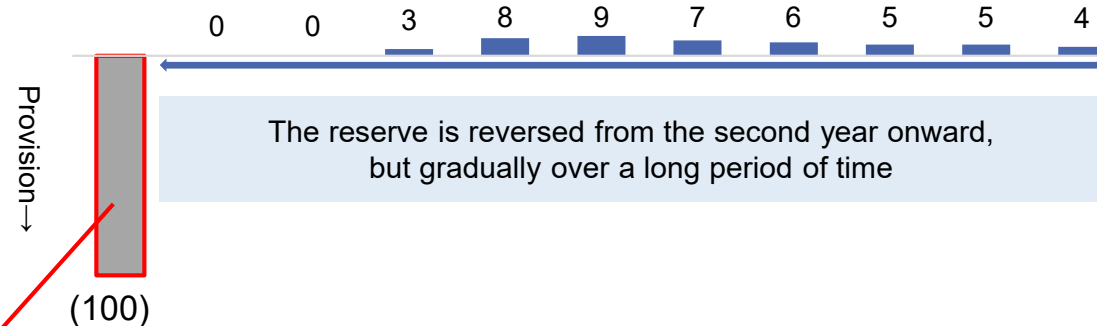 0 0 3 8 9 7 6 5 5 4
Provision→
The reserve is reversed from the second year onward,
but gradually over a long period of time
(100)